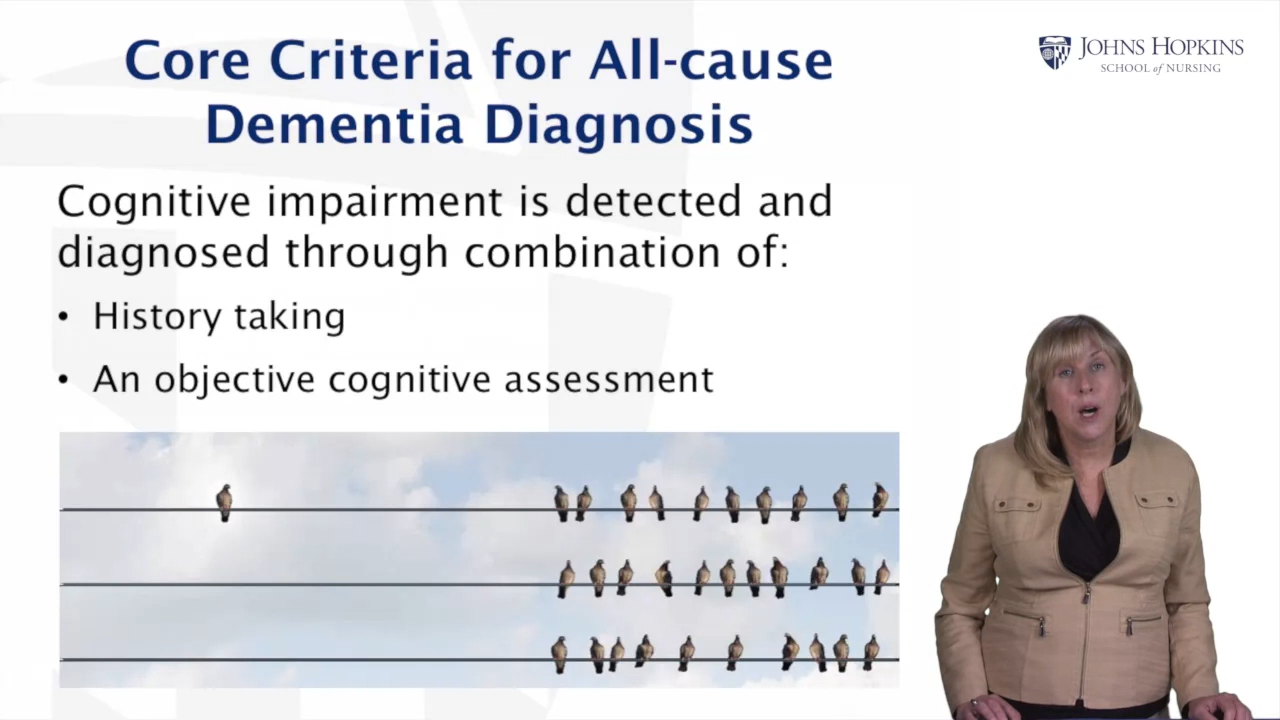 Core Criteria for All-cause
Dementia Diagnosis
JOHNS HOPKINS
SCHOOL of NURSING
Cognitive impairment is detected and
diagnosed through combination of:
• History taking
• An objective cognitive assessment